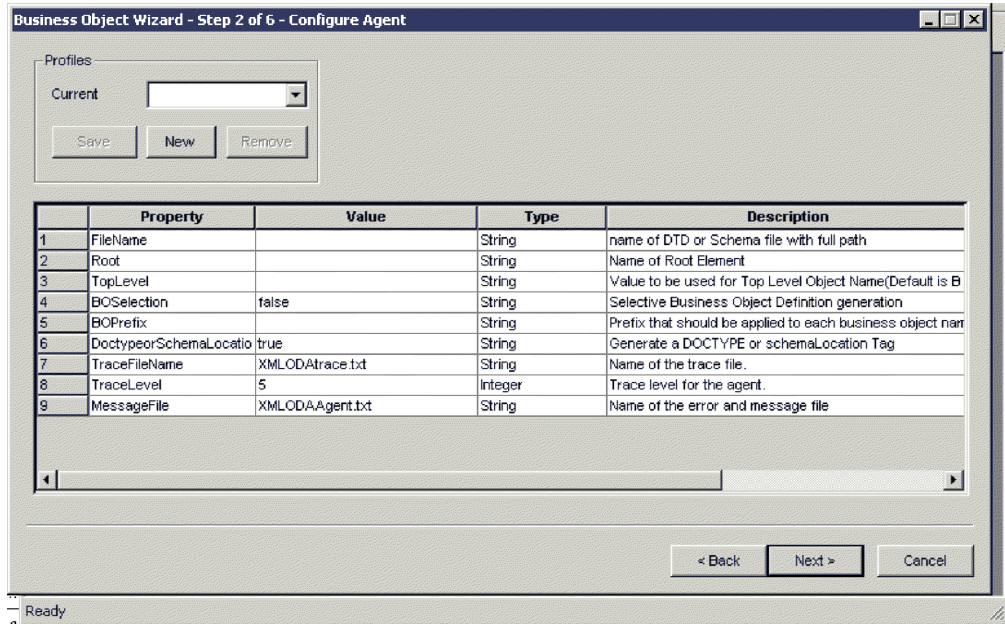 Business Object Wizard - Step 2 of 6 - Configure Agent
Profiles
Current
Save New Remove
Property Value Type Description
1 FileName String name of DTD or Schema file with full path
2 Root String Name of Root Element
3 TopLevel String Value to be used for Top Level Object Name(Default is B
4 BOSelection false String Selective Business Object Definition generation
5 BOPrefix String Prefix that should be applied to each business object nam
6 DoctypeorSchemaLocatio true String Generate a DOCTYPE or schemaLocation Tag
7 TraceFileName XMLODAtrace.txt String Name of the trace file.
8 TraceLevel 5 Integer Trace level for the agent.
9 MessageFile XMLODAAgent.txt String Name of the error and message file
< Back Next > Cancel
Ready